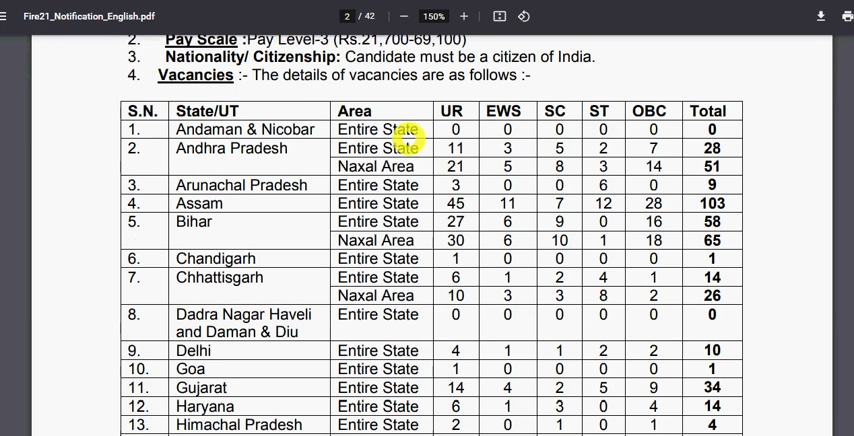 Fire21_Notification_English.pdf 2 / 42 150%
2. Pay Scale :Pay Level-3 (Rs.21,700-69,100)
3. Nationality/ Citizenship: Candidate must be a citizen of India.
4. Vacancies :- The details of vacancies are as follows :-
S.N. State/UT Area UR EWS SC ST OBC Total
1. Andaman & Nicobar Entire State 0 0 0 0 0 0
2. Andhra Pradesh Entire State 11 3 5 2 7 28
Naxal Area 21 5 8 3 14 51
3. Arunachal Pradesh Entire State 3 0 0 6 0 9
4. Assam Entire State 45 11 7 12 28 103
5. Bihar Entire State 27 6 9 0 16 58
Naxal Area 30 6 10 1 18 65
6. Chandigarh Entire State 1 0 0 0 0 1
7. Chhattisgarh Entire State 6 1 2 4 1 14
Naxal Area 10 3 3 8 2 26
8. Dadra Nagar Haveli Entire State 0 0 0 0 0 0
and Daman & Diu
9. Delhi Entire State 4 1 1 2 2 10
10. Goa Entire State 1 0 0 0 0 1
11. Gujarat Entire State 14 4 2 5 9 34
12. Haryana Entire State 6 1 3 0 4 14
13. Himachal Pradesh Entire State 2 0 1 0 1 4